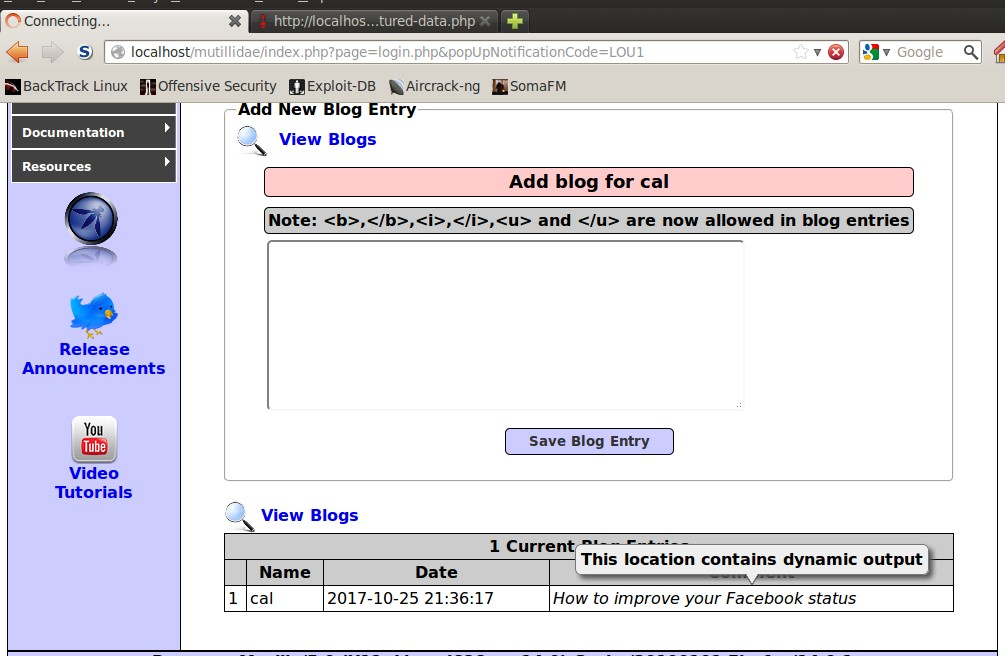 Connecting…
http://localhos...tured-data.php
localhost/mutillidae/index.php?page=login.php&popUpNotificationCode=LOU1
Google
BackTrack Linux
Offensive Security
Exploit-DB
Aircrack-ng
SomaFM
Documentation
Resources
Release
Announcements
You
Tube
Video
Tutorials
Add New Blog Entry
View Blogs
Add blog for cal
Note: <b>,</b>,<i>,</i>,<u> and </u> are now allowed in blog entries
Save Blog Entry
View Blogs
1 Current Blog Entries
This location contains dynamic output
Name Date
1 cal 2017-10-25 21:36:17 How to improve your Facebook status